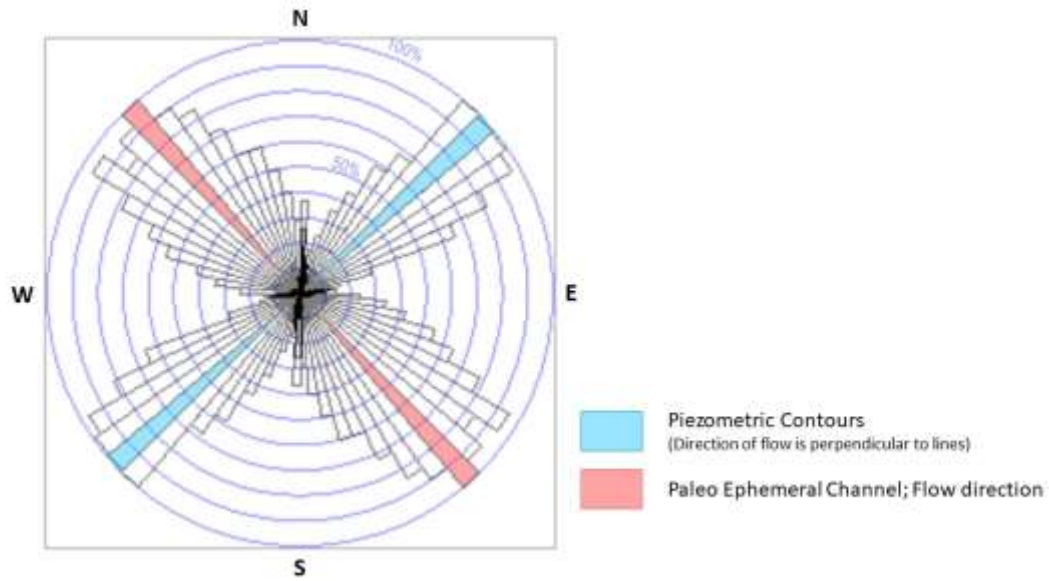 N
100%
50%
W
E
Piezometric Contours
(Direction of flow is perpendicular to lines)
Paleo Ephemeral Channel; Flow direction
S